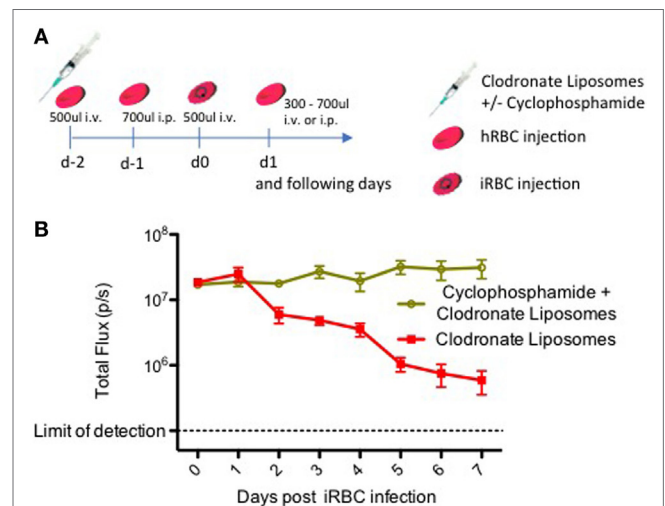 A
500ul i.v.
700ul i.p.
500ul i.v.
300 - 700ul
i.v. or i.p.
d-2
d-1
d0
d1
and following days
Clodronate Liposomes
+/- Cyclophosphamide
hRBC injection
iRBC injection
B
Total Flux (p/s)
10⁸
10⁷
10⁶
Limit of detection
Cyclophosphamide +
Clodronate Liposomes
Clodronate Liposomes
0 1 2 3 4 5 6 7
Days post iRBC infection